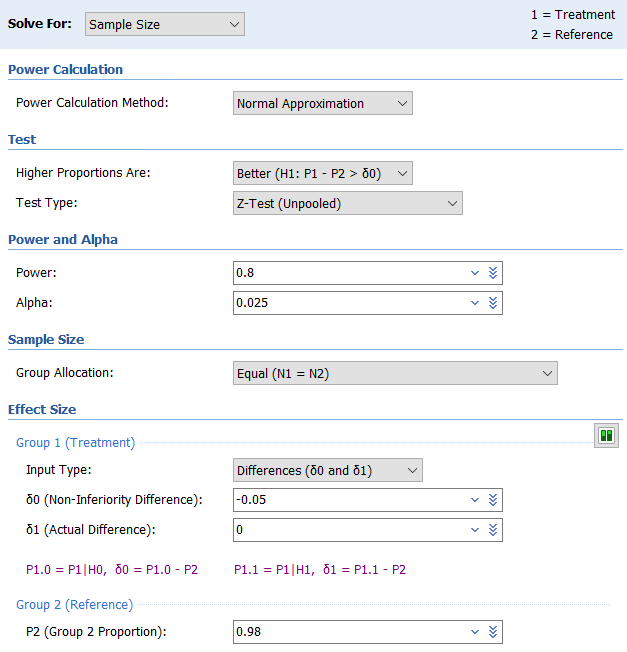 Solve For: Sample Size 1 = Treatment
2 = Reference
Power Calculation
Power Calculation Method: Normal Approximation
Test
Higher Proportions Are: Better (H1: P1 - P2 > δ0)
Test Type: Z-Test (Unpooled)
Power and Alpha
Power: 0.8
Alpha: 0.025
Sample Size
Group Allocation: Equal (N1 = N2)
Effect Size
Group 1 (Treatment)
Input Type: Differences (δ0 and δ1)
δ0 (Non-Inferiority Difference): -0.05
δ1 (Actual Difference): 0
P1.0 = P1|H0, δ0 = P1.0 - P2 P1.1 = P1|H1, δ1 = P1.1 - P2
Group 2 (Reference)
P2 (Group 2 Proportion): 0.98